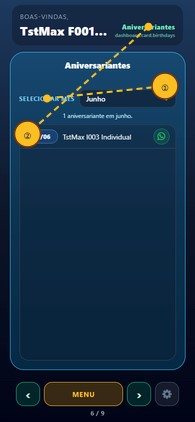 BOAS-VINDAS,
TstMax F001...
Aniversariantes
dashboard.card.birthdays
Aniversariantes
①
SELECIONAR MÊS
Junho
1 aniversariante em junho.
②
/06
TstMax I003 Individual
‹
MENU
›
6 / 9